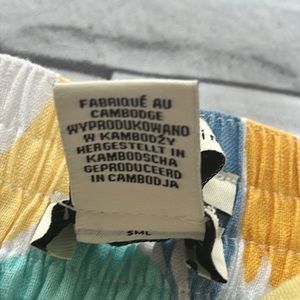 FABRIQUÉ AU
CAMBODGE
WYPRODUKOWANO
W KAMBODŻY
HERGESTELLT IN
KAMBODSCHA
GEPRODUCEERD
IN CAMBODJA
SML